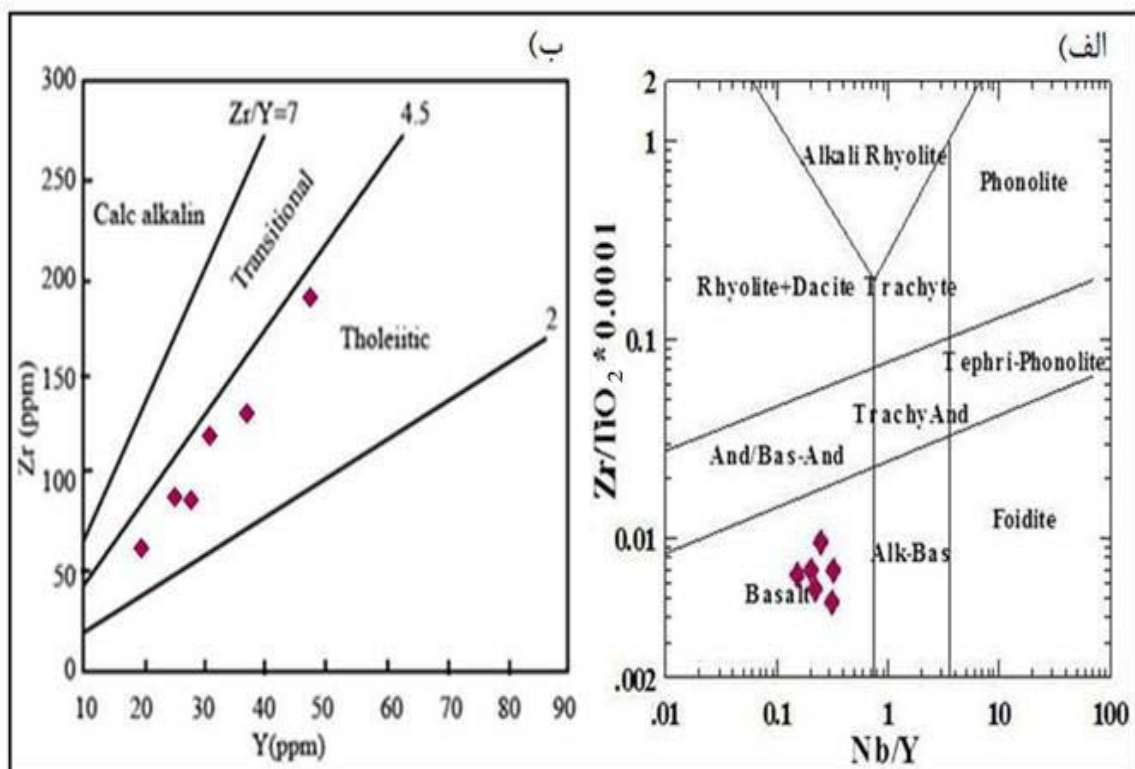 الف)
2
1
0.1
0.01
.002
Zr/TiO₂*0.0001
Alkali Rhyolite
Phonolite
Rhyolite+Dacite Trachyte
Tephri-Phonolite
Trachy And
And/Bas-And
Foidite
Alk-Bas
Basalt
.01 0.1 1 10 100
Nb/Y
ب)
300
250
200
150
100
50
0
Zr (ppm)
Zr/Y=7
4.5
Calc alkalin
Transitional
Tholeiitic
2
10 20 30 40 50 60 70 80 90
Y(ppm)